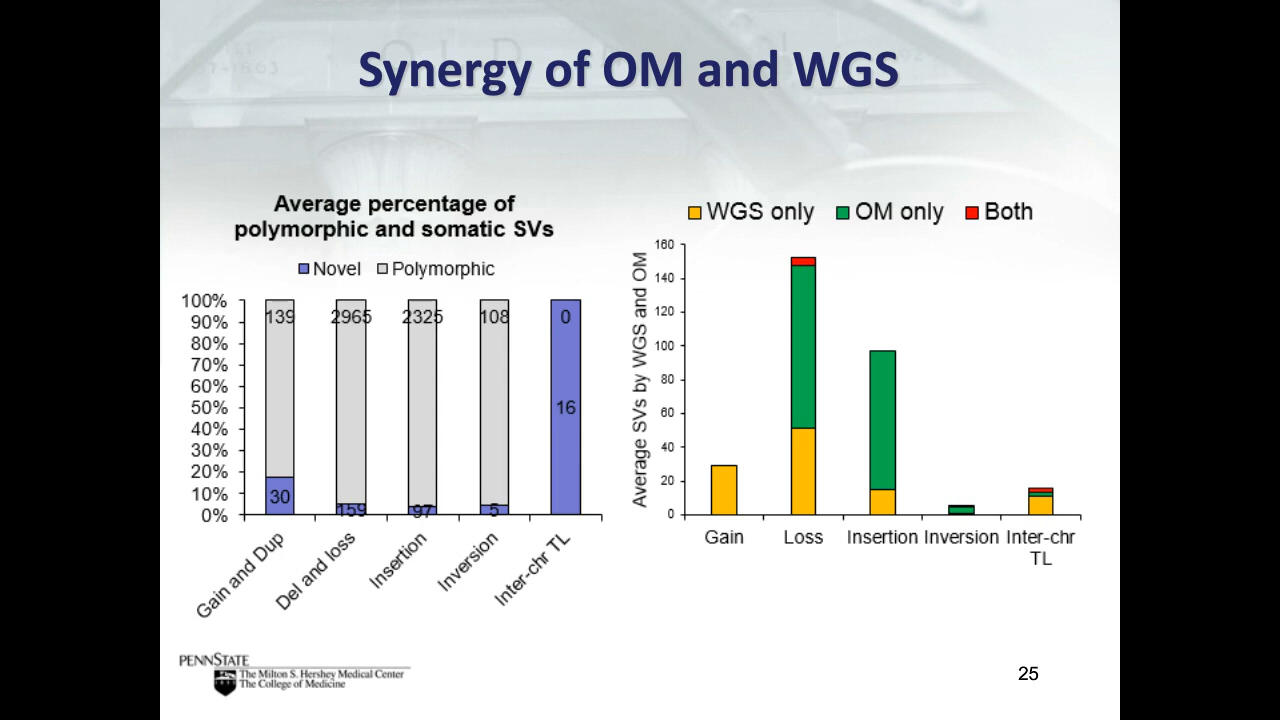 Synergy of OM and WGS
Average percentage of
polymorphic and somatic SVs
Novel Polymorphic
100%
90%
80%
70%
60%
50%
40%
30%
20%
10%
0%
139 2965 2325 108 0
16
30 159 97 5
Gain and Dup
Del and loss
Insertion
Inversion
Inter-chr TL
WGS only OM only Both
Average SVs by WGS and OM
160
140
120
100
80
60
40
20
0
Gain Loss Insertion Inversion Inter-chr
TL
PENNSTATE
The Milton S. Hershey Medical Center
The College of Medicine
25